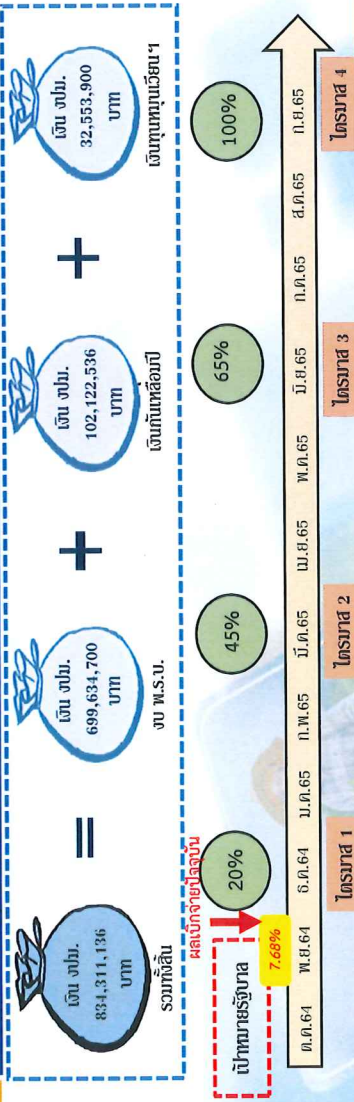 เงิน งปม.
834,311,136
บาท
รวมทั้งสิ้น
=
เงิน งปม.
699,634,700
บาท
งบ พ.ร.บ.
+
เงิน งปม.
102,122,536
บาท
เงินกันเหลื่อมปี
+
เงิน งปม.
32,553,900
บาท
เงินทุนหมุนเวียนฯ
เป้าหมายรัฐบาล
ผลเบิกจ่ายปัจจุบัน
7.68%
20%
45%
65%
100%
ต.ค.64 พ.ย.64 ธ.ค.64 ม.ค.65 ก.พ.65 มี.ค.65 เม.ย.65 พ.ค.65 มิ.ย.65 ก.ค.65 ส.ค.65 ก.ย.65
ไตรมาส 1 ไตรมาส 2 ไตรมาส 3 ไตรมาส 4